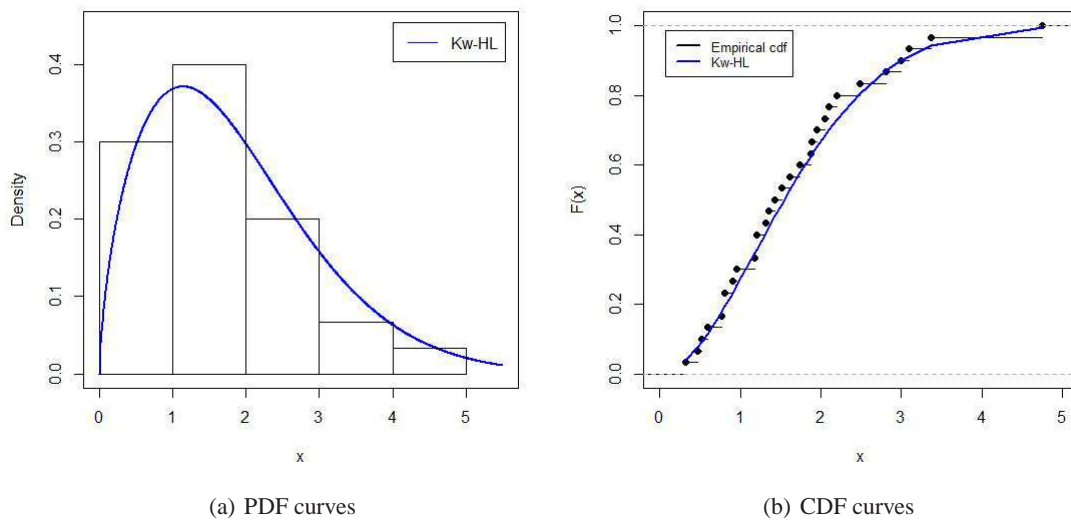 Kw-HL
Density
0.0
0.1
0.2
0.3
0.4
0
1
2
3
4
5
x
(a) PDF curves
Empirical cdf
Kw-HL
F(x)
0.0
0.2
0.4
0.6
0.8
1.0
0
1
2
3
4
5
x
(b) CDF curves